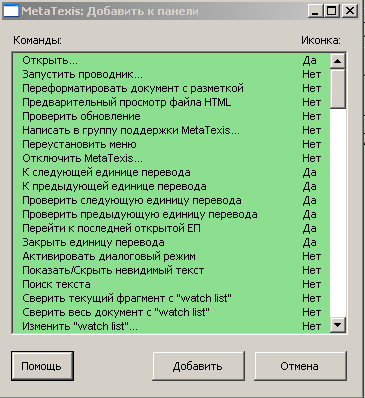 MetaTexis: Добавить к панели
Команды: Иконка:
Открыть... Да
Запустить проводник... Нет
Переформатировать документ с разметкой Нет
Предварительный просмотр файла HTML Нет
Проверить обновление Нет
Написать в группу поддержки MetaTexis... Нет
Переустановить меню Нет
Отключить MetaTexis... Нет
К следующей единице перевода Да
К предыдущей единице перевода Да
Проверить следующую единицу перевода Да
Проверить предыдущую единицу перевода Да
Перейти к последней открытой ЕП Да
Закрыть единицу перевода Да
Активировать диалоговый режим Нет
Показать/Скрыть невидимый текст Нет
Поиск текста Нет
Сверить текущий фрагмент с "watch list" Нет
Сверить весь документ с "watch list" Нет
Изменить "watch list"... Нет
Помощь Добавить Отмена